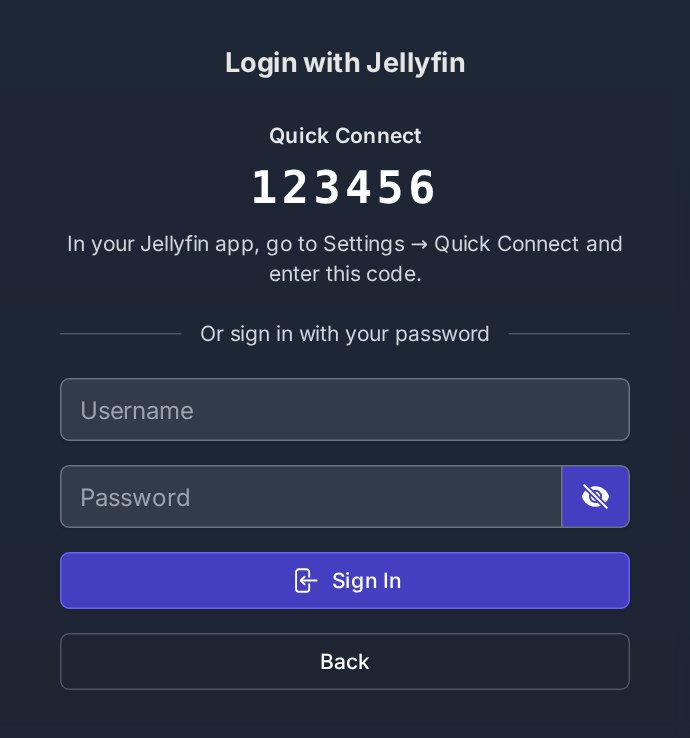 Login with Jellyfin
Quick Connect
123456
In your Jellyfin app, go to Settings → Quick Connect and
enter this code.
Or sign in with your password
Username
Password
Sign In
Back